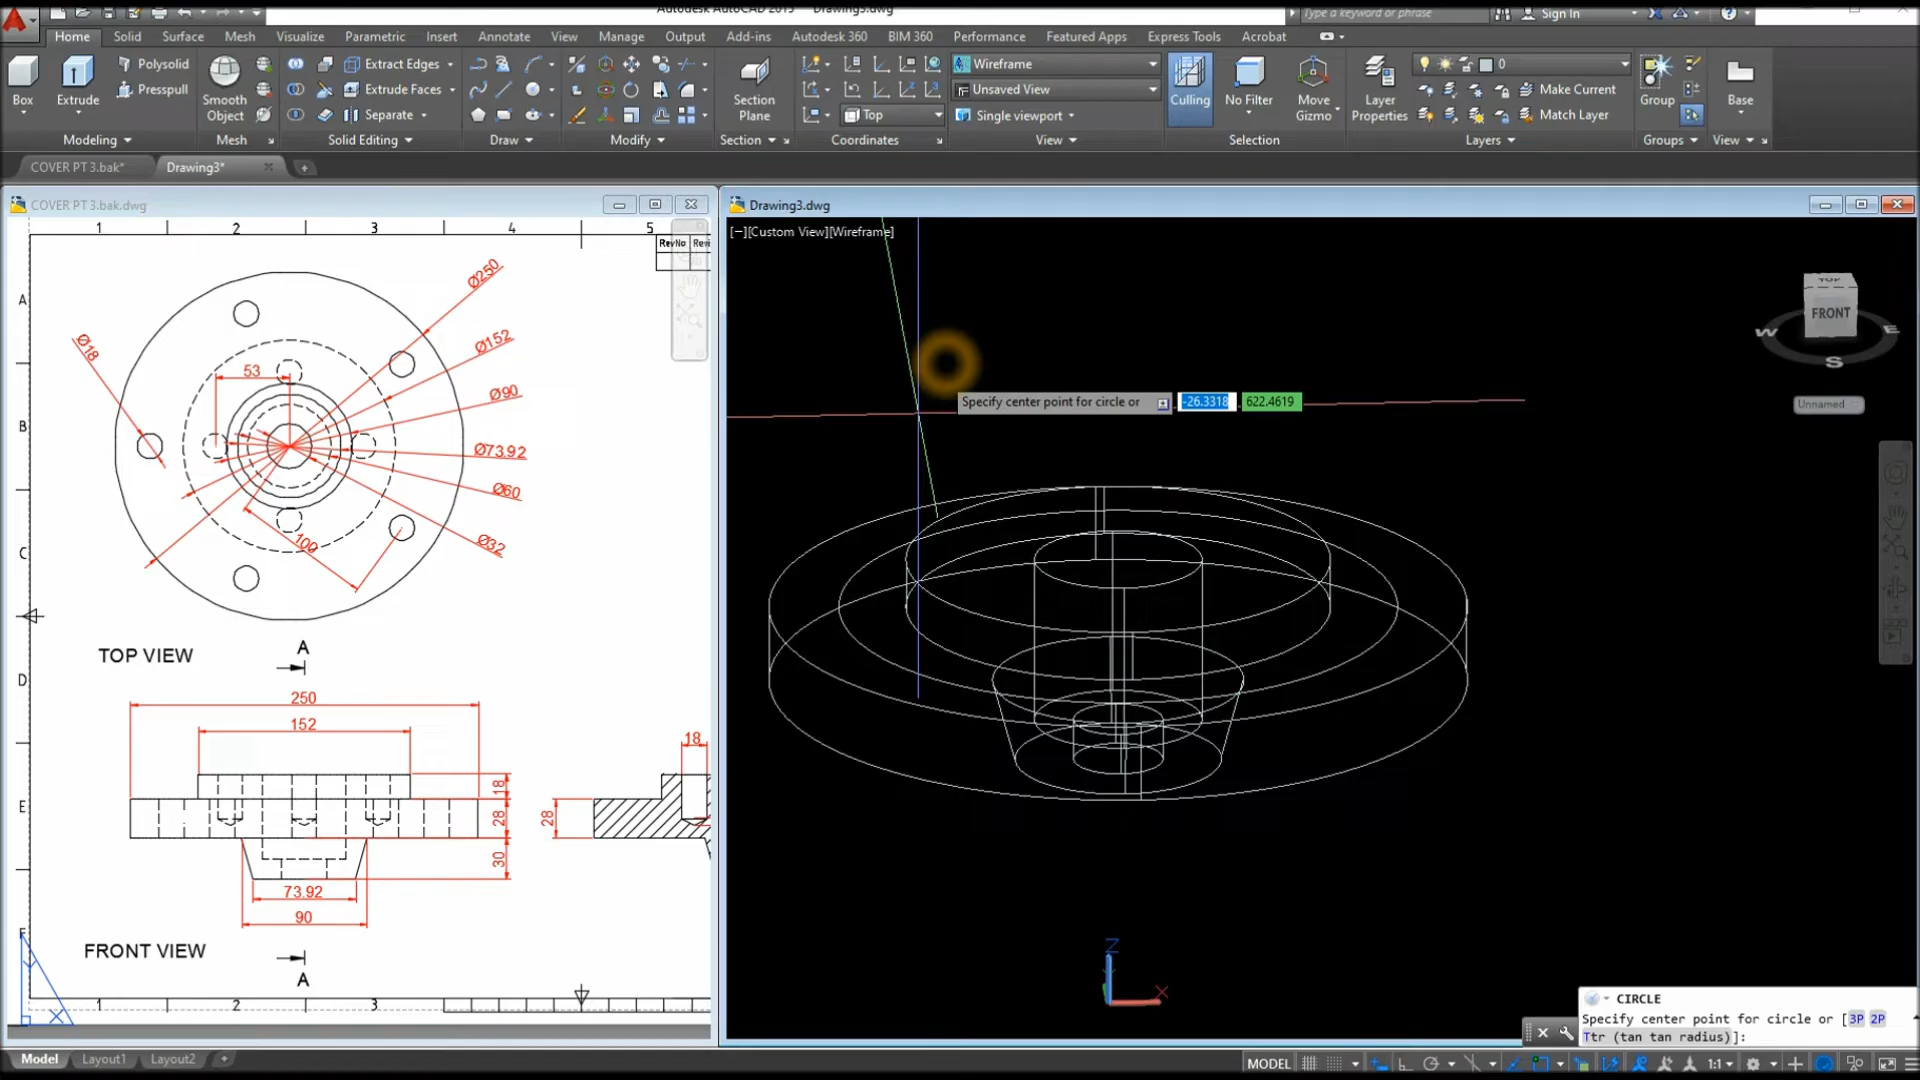 Autodesk AutoCAD 2015 Drawing3.dwg
Type a keyword or phrase
Sign In
Home Solid Surface Mesh Visualize Parametric Insert Annotate View Manage Output Add-ins Autodesk 360 BIM 360 Performance Featured Apps Express Tools Acrobat
Polysolid
Presspull
Box
Extrude
Smooth
Object
Extract Edges
Extrude Faces
Separate
Section
Plane
Top
Wireframe
Unsaved View
Single viewport
Culling
No Filter
Move
Gizmo
Layer
Properties
0
Make Current
Match Layer
Group
Base
Modeling
Mesh
Solid Editing
Draw
Modify
Section
Coordinates
View
Selection
Layers
Groups
View
COVER PT 3.bak*
Drawing3*
COVER PT 3.bak.dwg
1 2 3 4 5
RevNo
A
B
C
D
E
F
Ø250
Ø152
Ø90
Ø73.92
Ø60
Ø32
Ø18
53
100
TOP VIEW
A
250
152
18
28
30
73.92
90
18
28
FRONT VIEW
A
1 2 3
X
Drawing3.dwg
[−][Custom View][Wireframe]
TOP
FRONT
W
E
S
Unnamed
Specify center point for circle or
-26.3318
622.4619
Z
X
CIRCLE
Specify center point for circle or [3P 2P
Ttr (tan tan radius)]:
Model Layout1 Layout2
MODEL
1:1